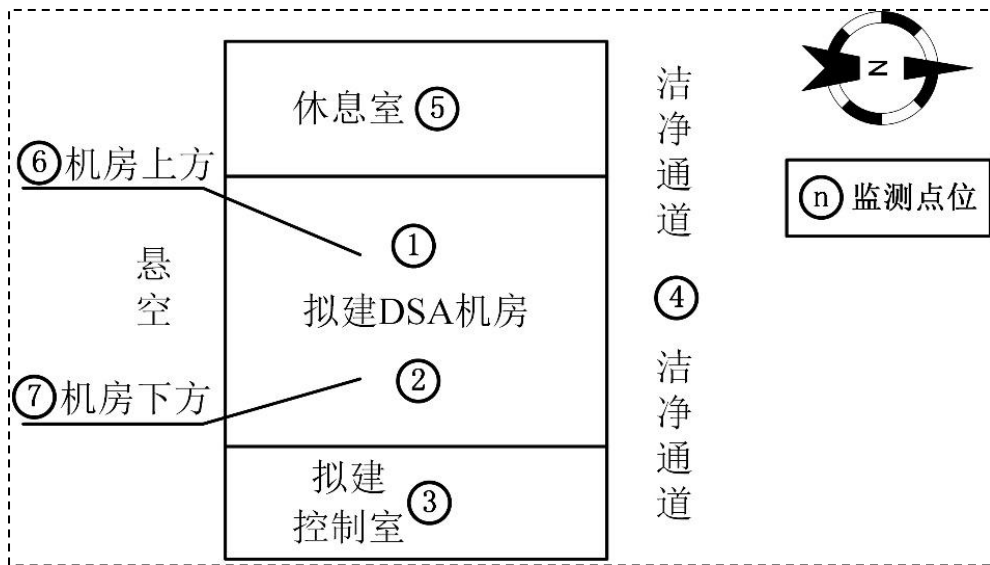 休息室⑤
⑥机房上方
①
悬空
拟建DSA机房
②
⑦机房下方
拟建
控制室③
洁净通道
④
洁净通道
N
ⓝ监测点位